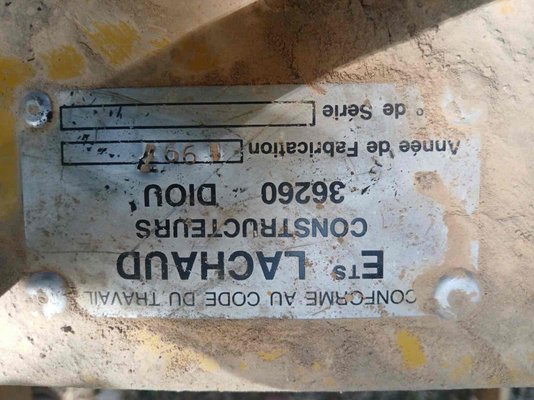 CONFORME AU CODE DU TRAVAIL
ETS LACHAUD
CONSTRUCTEURS
36260 DIOU
Année de Fabrication 1997
° de Série